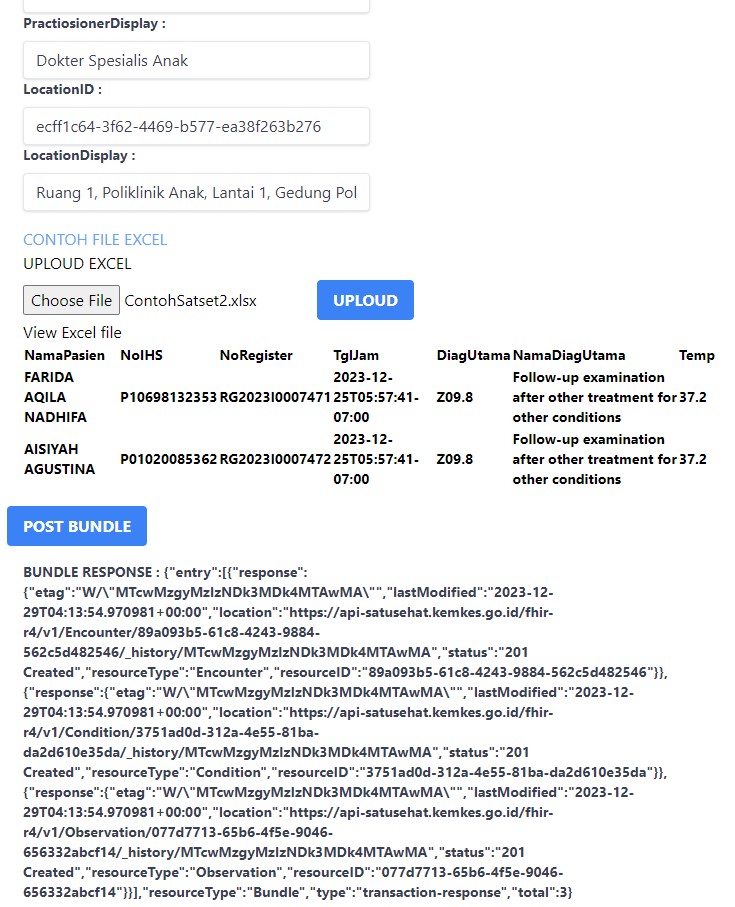 PractiosionerDisplay :
Dokter Spesialis Anak
LocationID :
ecff1c64-3f62-4469-b577-ea38f263b276
LocationDisplay :
Ruang 1, Poliklinik Anak, Lantai 1, Gedung Pol
CONTOH FILE EXCEL
UPLOUD EXCEL
Choose File ContohSatset2.xlsx UPLOUD
View Excel file
NamaPasien NoIHS NoRegister TglJam DiagUtama NamaDiagUtama Temp
FARIDA 2023-12- Follow-up examination
AQILA P10698132353 RG2023I0007471 25T05:57:41- Z09.8 after other treatment for 37.2
NADHIFA 07:00 other conditions
AISIYAH 2023-12- Follow-up examination
AGUSTINA P01020085362 RG2023I0007472 25T05:57:41- Z09.8 after other treatment for 37.2
07:00 other conditions
POST BUNDLE
BUNDLE RESPONSE : {"entry":[{"response":
{"etag":"W/\"MTcwMzgyMzIzNDk3MDk4MTAwMA\"","lastModified":"2023-12-
29T04:13:54.970981+00:00","location":"https://api-satusehat.kemkes.go.id/fhir-
r4/v1/Encounter/89a093b5-61c8-4243-9884-
562c5d482546/_history/MTcwMzgyMzIzNDk3MDk4MTAwMA","status":"201
Created","resourceType":"Encounter","resourceID":"89a093b5-61c8-4243-9884-562c5d482546"}},
{"response":{"etag":"W/\"MTcwMzgyMzIzNDk3MDk4MTAwMA\"","lastModified":"2023-12-
29T04:13:54.970981+00:00","location":"https://api-satusehat.kemkes.go.id/fhir-
r4/v1/Condition/3751ad0d-312a-4e55-81ba-
da2d610e35da/_history/MTcwMzgyMzIzNDk3MDk4MTAwMA","status":"201
Created","resourceType":"Condition","resourceID":"3751ad0d-312a-4e55-81ba-da2d610e35da"}},
{"response":{"etag":"W/\"MTcwMzgyMzIzNDk3MDk4MTAwMA\"","lastModified":"2023-12-
29T04:13:54.970981+00:00","location":"https://api-satusehat.kemkes.go.id/fhir-
r4/v1/Observation/077d7713-65b6-4f5e-9046-
656332abcf14/_history/MTcwMzgyMzIzNDk3MDk4MTAwMA","status":"201
Created","resourceType":"Observation","resourceID":"077d7713-65b6-4f5e-9046-
656332abcf14"}}],"resourceType":"Bundle","type":"transaction-response","total":3}